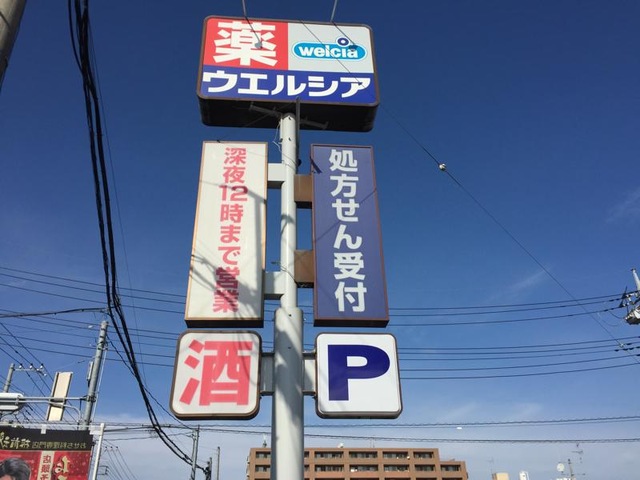 薬
welcia
ウエルシア
深夜12時まで営業
処方せん受付
酒
P